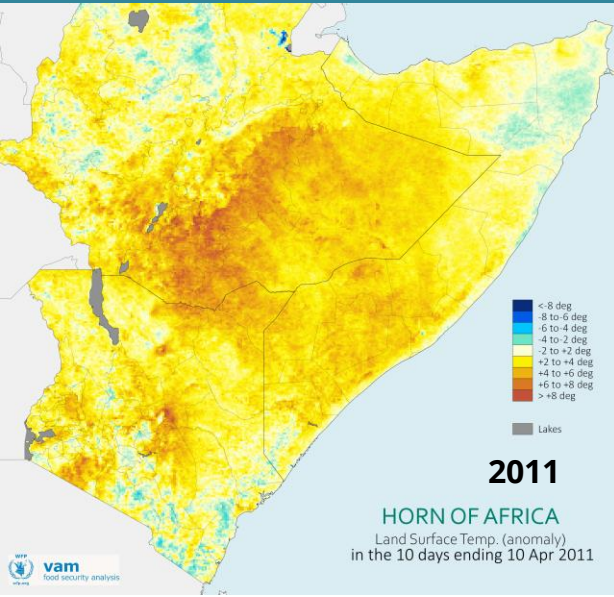 <-8 deg
-8 to-6 deg
-6 to-4 deg
-4 to-2 deg
-2 to +2 deg
+2 to +4 deg
+4 to +6 deg
+6 to +8 deg
> +8 deg
Lakes
2011
HORN OF AFRICA
Land Surface Temp. (anomaly)
in the 10 days ending 10 Apr 2011
WFP
wfp.org
vam
food security analysis